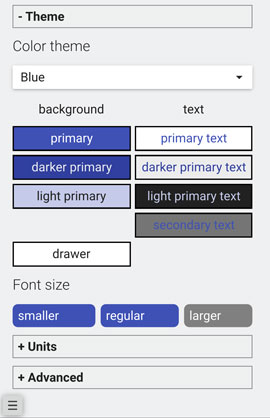 - Theme
Color theme
Blue
background text
primary primary text
darker primary darker primary text
light primary light primary text
secondary text
drawer
Font size
smaller regular larger
+ Units
+ Advanced